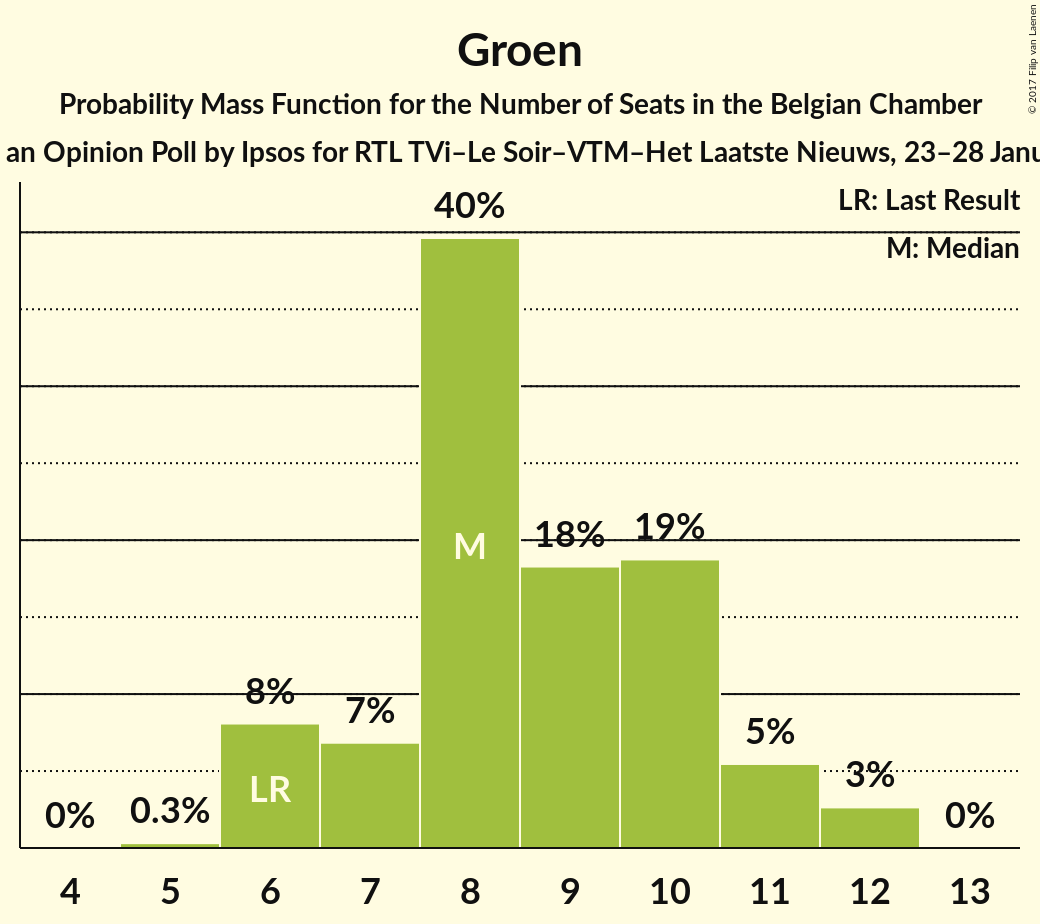 Groen
Probability Mass Function for the Number of Seats in the Belgian Chamber
an Opinion Poll by Ipsos for RTL TVi–Le Soir–VTM–Het Laatste Nieuws, 23–28 Janu
© 2017 Filip van Laenen
LR: Last Result
M: Median
40%
M
18%
19%
8%
7%
5%
3%
LR
0%
0.3%
0%
4 5 6 7 8 9 10 11 12 13